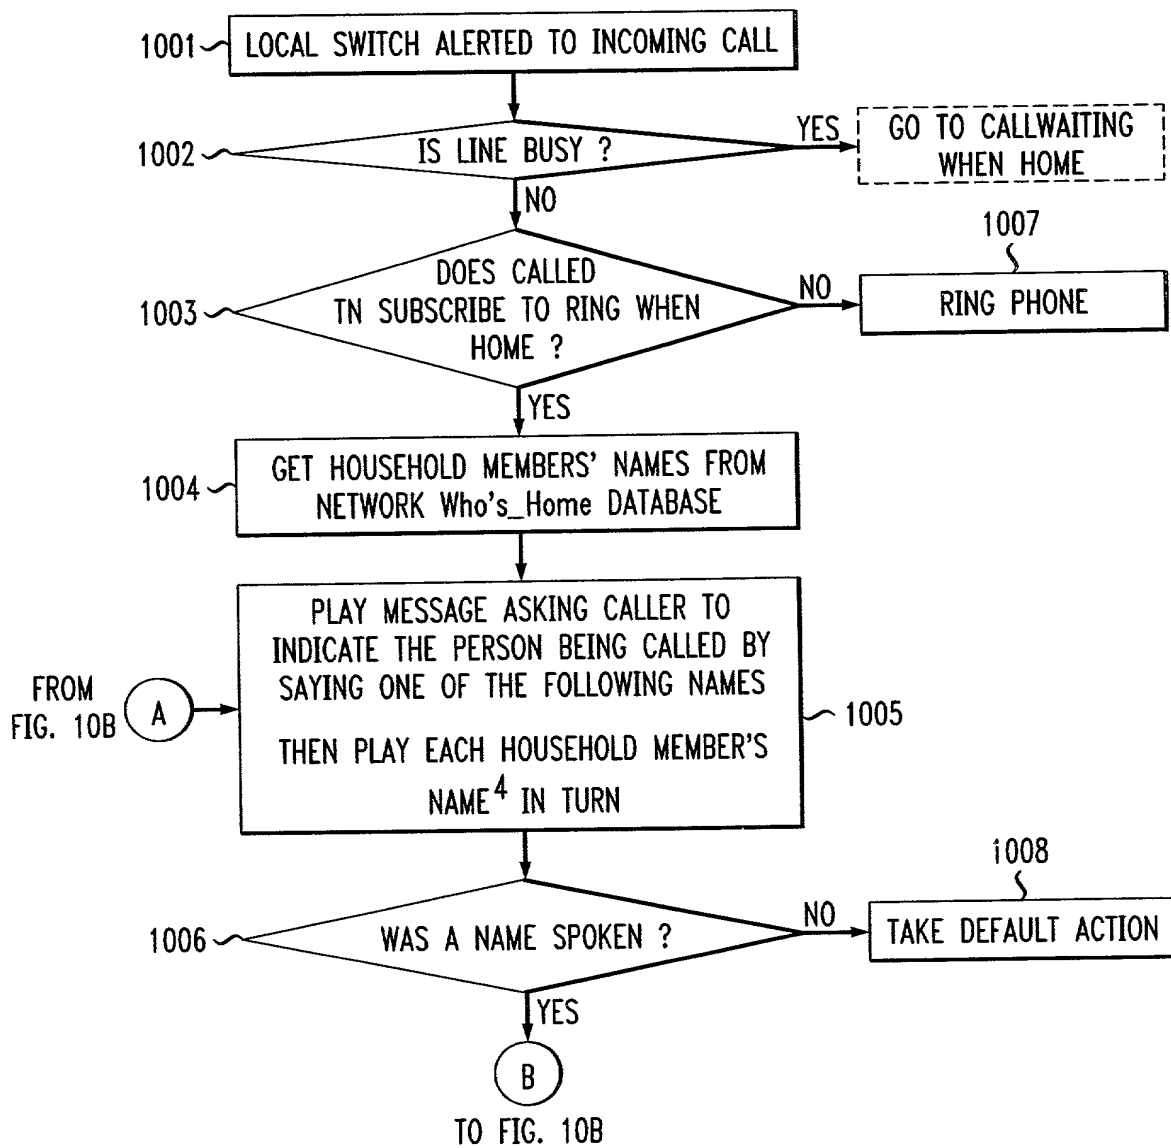 1001
LOCAL SWITCH ALERTED TO INCOMING CALL
1002
IS LINE BUSY ?
YES
GO TO CALLWAITING
WHEN HOME
NO
1003
DOES CALLED
TN SUBSCRIBE TO RING WHEN
HOME ?
NO
1007
RING PHONE
YES
1004
GET HOUSEHOLD MEMBERS' NAMES FROM
NETWORK Who's_Home DATABASE
FROM
FIG. 10B
A
PLAY MESSAGE ASKING CALLER TO
INDICATE THE PERSON BEING CALLED BY
SAYING ONE OF THE FOLLOWING NAMES
THEN PLAY EACH HOUSEHOLD MEMBER'S
NAME⁴ IN TURN
1005
1006
WAS A NAME SPOKEN ?
NO
1008
TAKE DEFAULT ACTION
YES
B
TO FIG. 10B